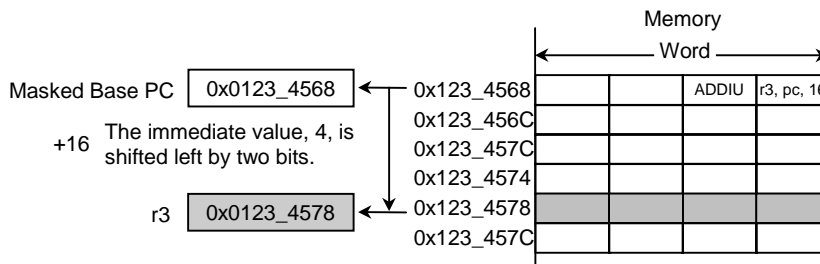 Memory
Word
Masked Base PC 0x0123_4568 0x123_4568 ADDIU r3, pc, 16
0x123_456C
+16 The immediate value, 4, is
shifted left by two bits.
0x123_457C
0x123_4574
r3 0x0123_4578 0x123_4578
0x123_457C